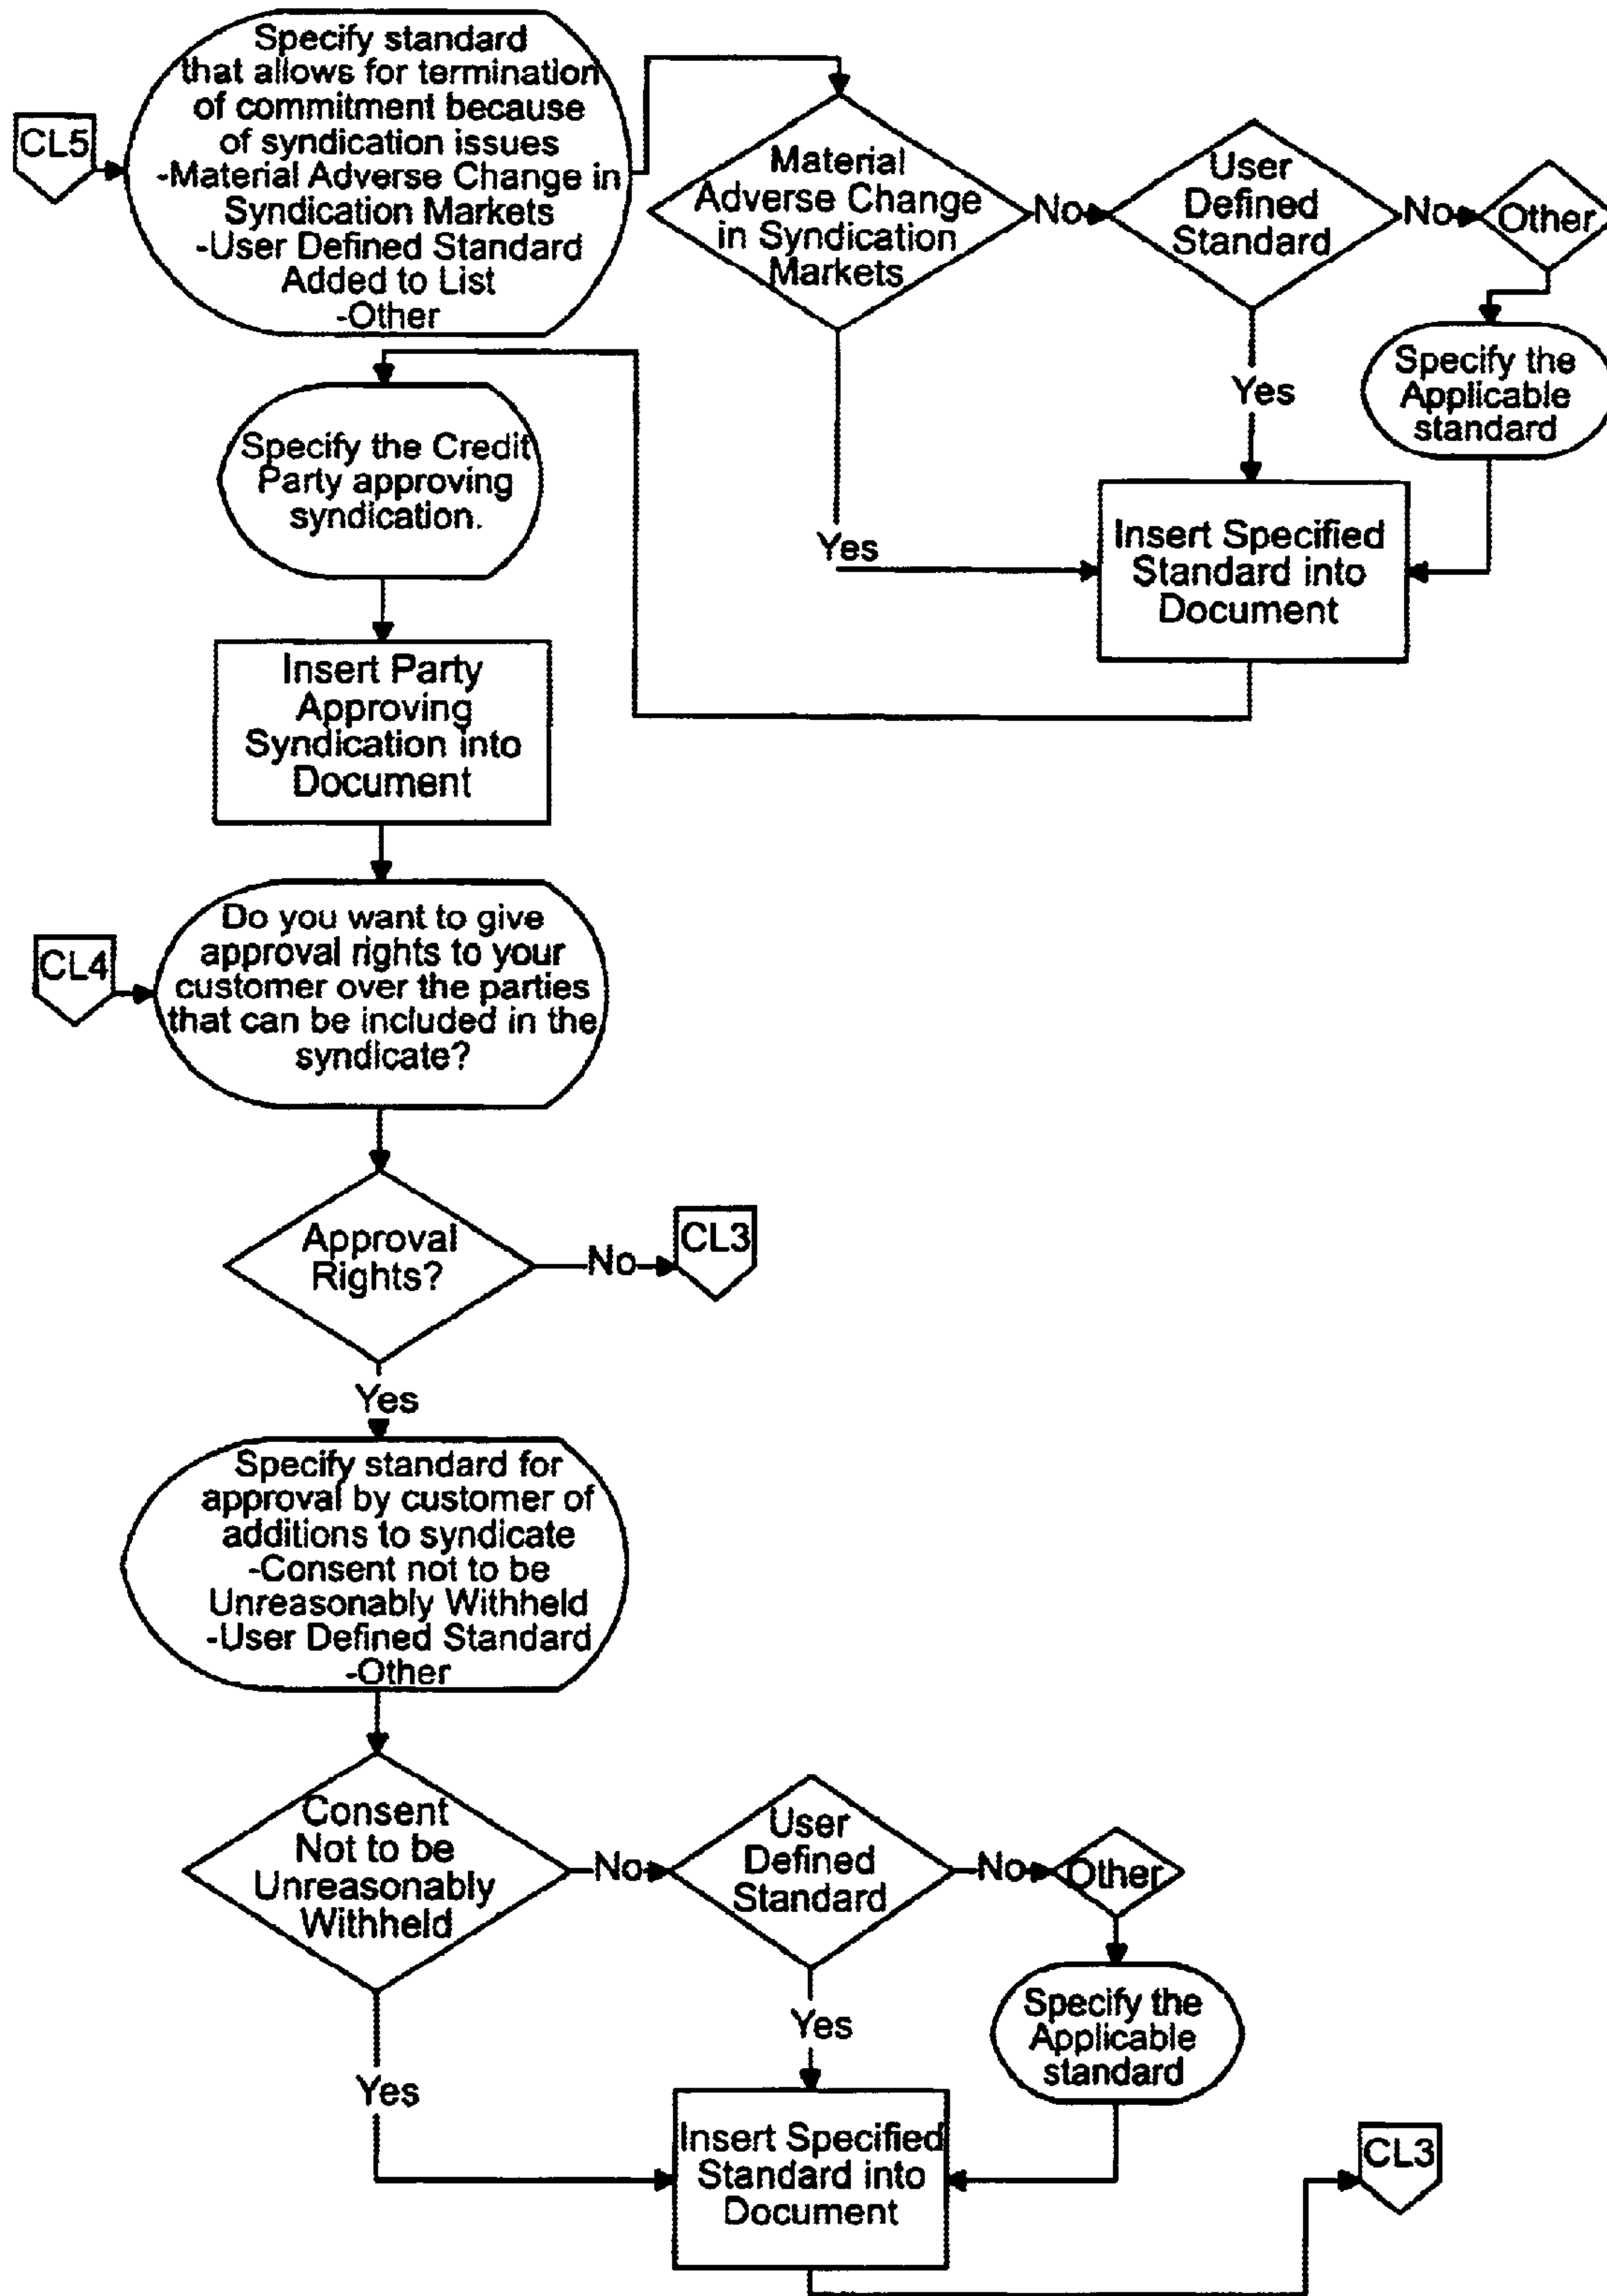 CL5
Specify standard
that allows for termination
of commitment because
of syndication issues
-Material Adverse Change in
Syndication Markets
-User Defined Standard
Added to List
-Other
Material
Adverse Change
in Syndication
Markets
No
User
Defined
Standard
No
Other
Specify the
Applicable
standard
Yes
Yes
Insert Specified
Standard into
Document
Specify the Credit
Party approving
syndication.
Insert Party
Approving
Syndication into
Document
CL4
Do you want to give
approval rights to your
customer over the parties
that can be included in the
syndicate?
Approval
Rights?
No
CL3
Yes
Specify standard for
approval by customer of
additions to syndicate
-Consent not to be
Unreasonably Withheld
-User Defined Standard
-Other
Consent
Not to be
Unreasonably
Withheld
No
User
Defined
Standard
No
Other
Specify the
Applicable
standard
Yes
Yes
Insert Specified
Standard into
Document
CL3